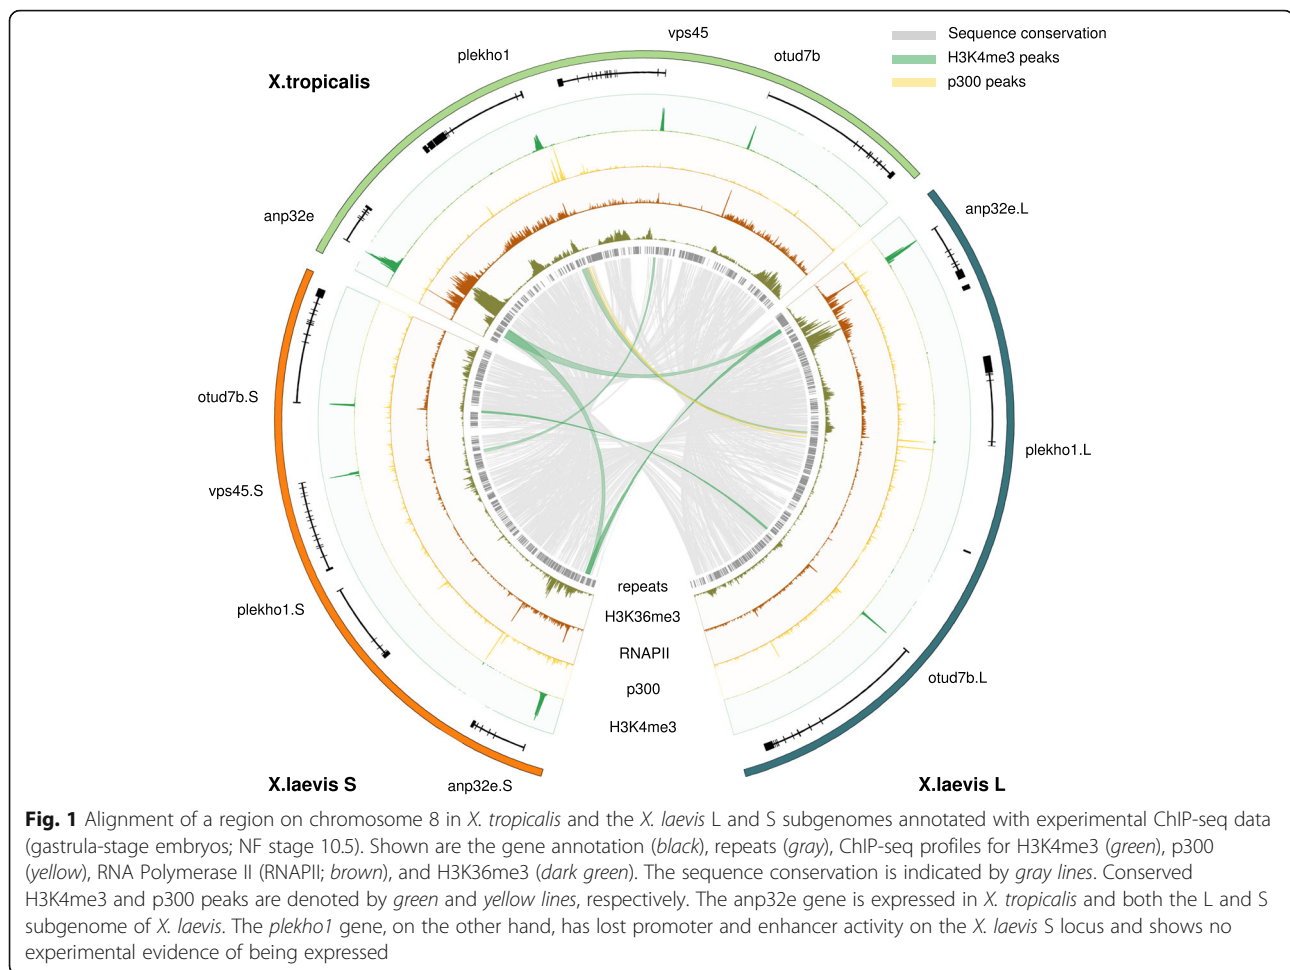 vps45
plekho1
otud7b
Sequence conservation
H3K4me3 peaks
p300 peaks
X.tropicalis
anp32e
anp32e.L
otud7b.S
plekho1.L
vps45.S
repeats
plekho1.S
H3K36me3
RNAPII
otud7b.L
p300
H3K4me3
X.laevis S
anp32e.S
X.laevis L
Fig. 1 Alignment of a region on chromosome 8 in X. tropicalis and the X. laevis L and S subgenomes annotated with experimental ChIP-seq data
(gastrula-stage embryos; NF stage 10.5). Shown are the gene annotation (black), repeats (gray), ChIP-seq profiles for H3K4me3 (green), p300
(yellow), RNA Polymerase II (RNAPII; brown), and H3K36me3 (dark green). The sequence conservation is indicated by gray lines. Conserved
H3K4me3 and p300 peaks are denoted by green and yellow lines, respectively. The anp32e gene is expressed in X. tropicalis and both the L and S
subgenome of X. laevis. The plekho1 gene, on the other hand, has lost promoter and enhancer activity on the X. laevis S locus and shows no
experimental evidence of being expressed